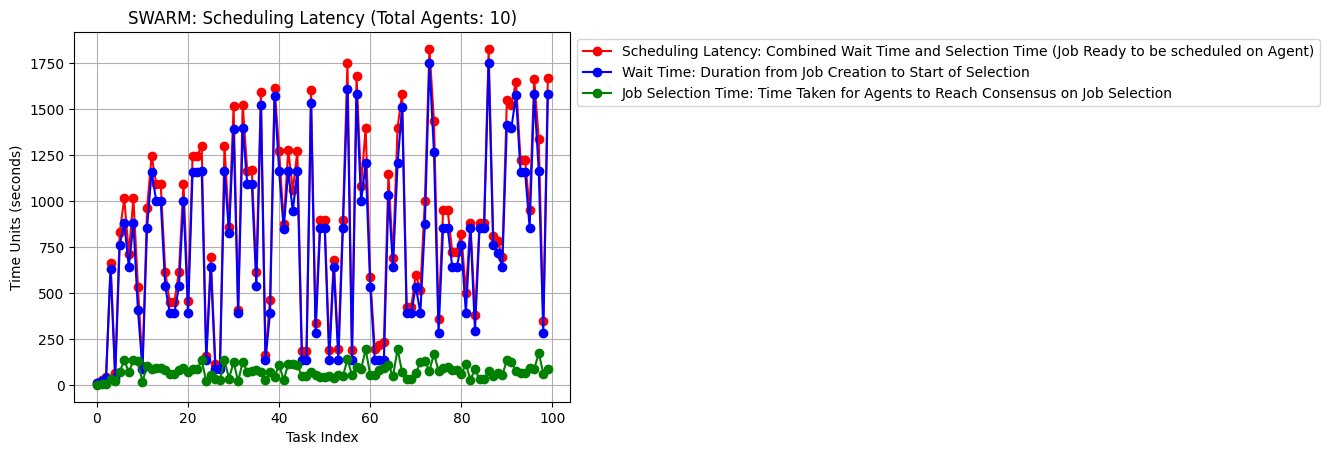 SWARM: Scheduling Latency (Total Agents: 10)
Scheduling Latency: Combined Wait Time and Selection Time (Job Ready to be scheduled on Agent)
Wait Time: Duration from Job Creation to Start of Selection
Job Selection Time: Time Taken for Agents to Reach Consensus on Job Selection
Time Units (seconds)
1750
1500
1250
1000
750
500
250
0
0 20 40 60 80 100
Task Index